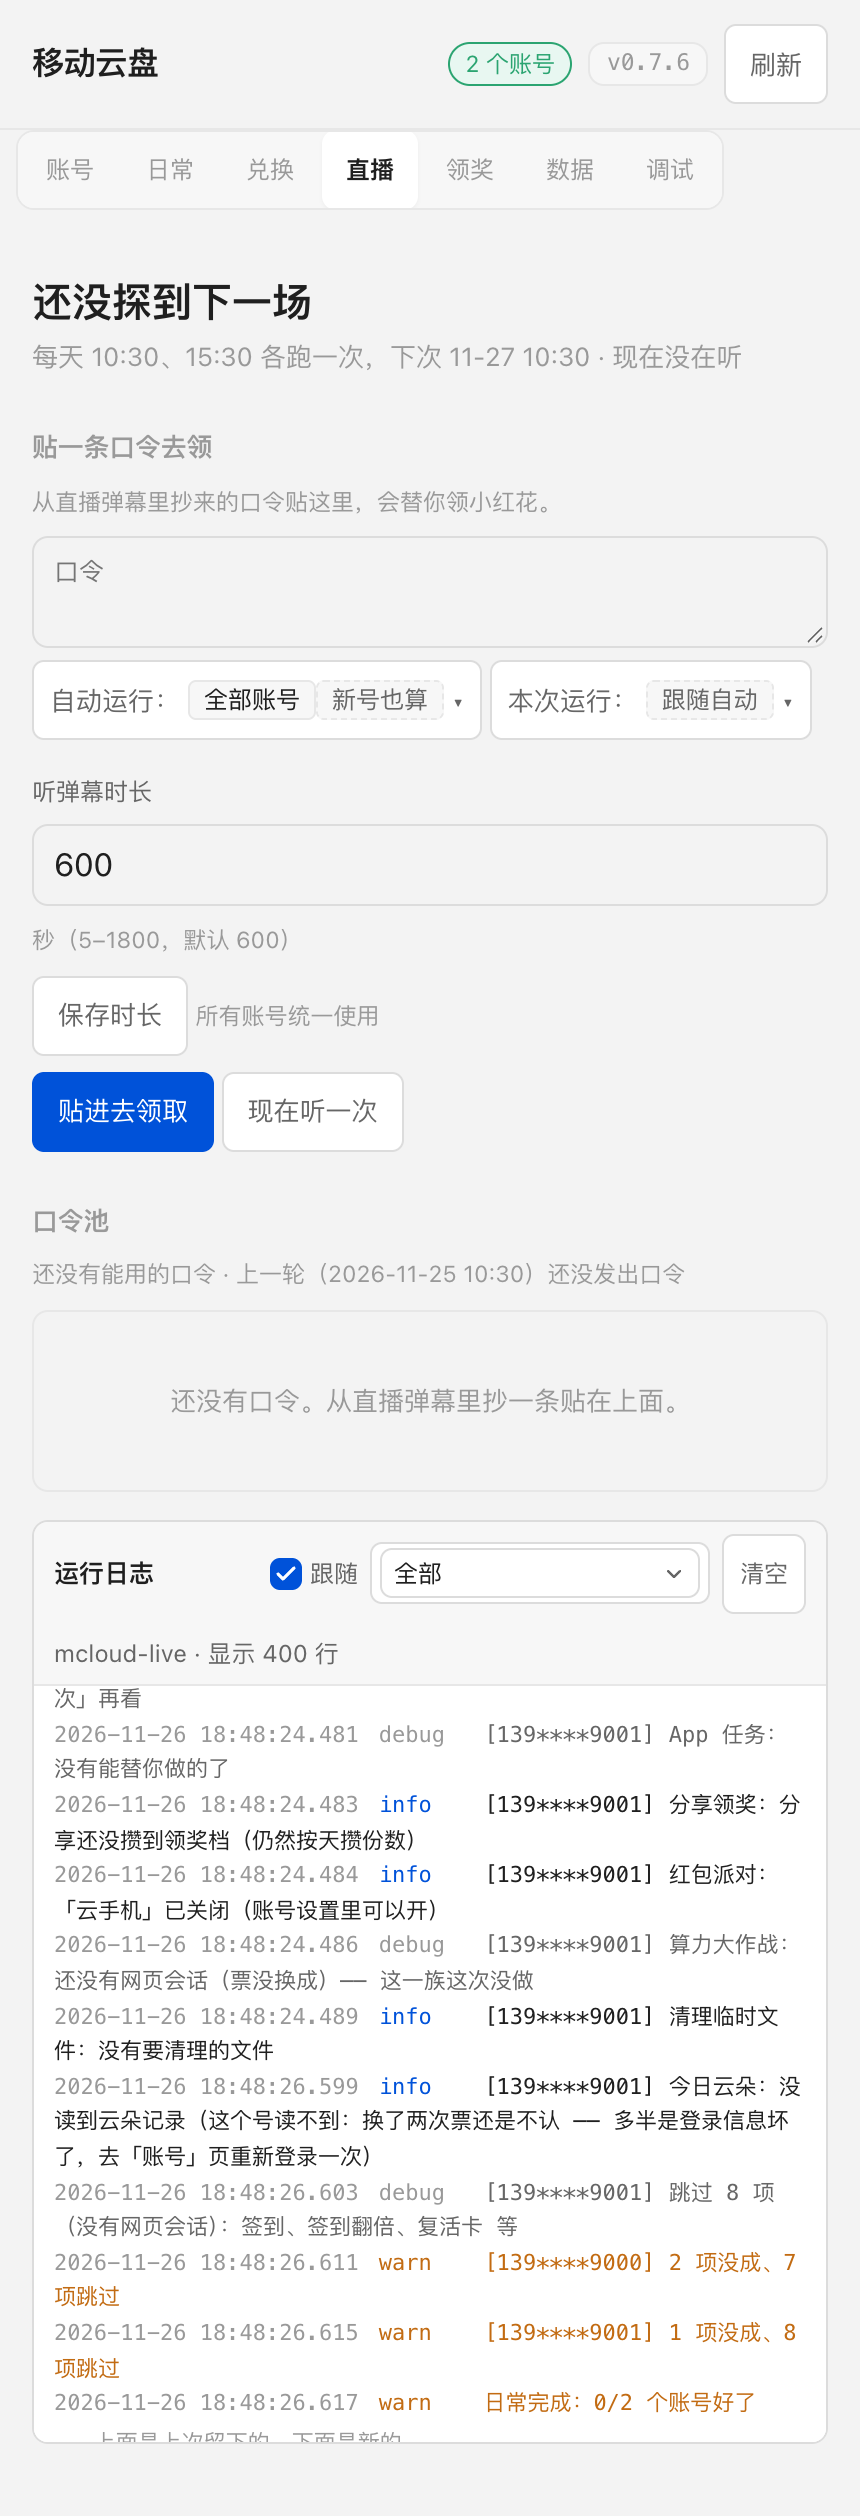 移动云盘
2 个账号
v0.7.6
刷新
账号
日常
兑换
直播
领奖
数据
调试
还没探到下一场
每天 10:30、15:30 各跑一次，下次 11-27 10:30 · 现在没在听
贴一条口令去领
从直播弹幕里抄来的口令贴这里，会替你领小红花。
口令
自动运行： 全部账号 新号也算 ▾
本次运行： 跟随自动 ▾
听弹幕时长
600
秒（5–1800，默认 600）
保存时长 所有账号统一使用
贴进去领取
现在听一次
口令池
还没有能用的口令 · 上一轮（2026-11-25 10:30）还没发出口令
还没有口令。从直播弹幕里抄一条贴在上面。
运行日志
跟随
全部
清空
mcloud-live · 显示 400 行
次」再看
2026-11-26 18:48:24.481 debug [139****9001] App 任务：
没有能替你做的了
2026-11-26 18:48:24.483 info [139****9001] 分享领奖：分
享还没攒到领奖档（仍然按天攒份数）
2026-11-26 18:48:24.484 info [139****9001] 红包派对：
「云手机」已关闭（账号设置里可以开）
2026-11-26 18:48:24.486 debug [139****9001] 算力大作战：
还没有网页会话（票没换成）—— 这一族这次没做
2026-11-26 18:48:24.489 info [139****9001] 清理临时文
件：没有要清理的文件
2026-11-26 18:48:26.599 info [139****9001] 今日云朵：没
读到云朵记录（这个号读不到：换了两次票还是不认 —— 多半是登录信息坏
了，去「账号」页重新登录一次）
2026-11-26 18:48:26.603 debug [139****9001] 跳过 8 项
（没有网页会话）：签到、签到翻倍、复活卡 等
2026-11-26 18:48:26.611 warn [139****9000] 2 项没成、7
项跳过
2026-11-26 18:48:26.615 warn [139****9001] 1 项没成、8
项跳过
2026-11-26 18:48:26.617 warn 日常完成：0/2 个账号好了
上面是上次留下的，下面是新的